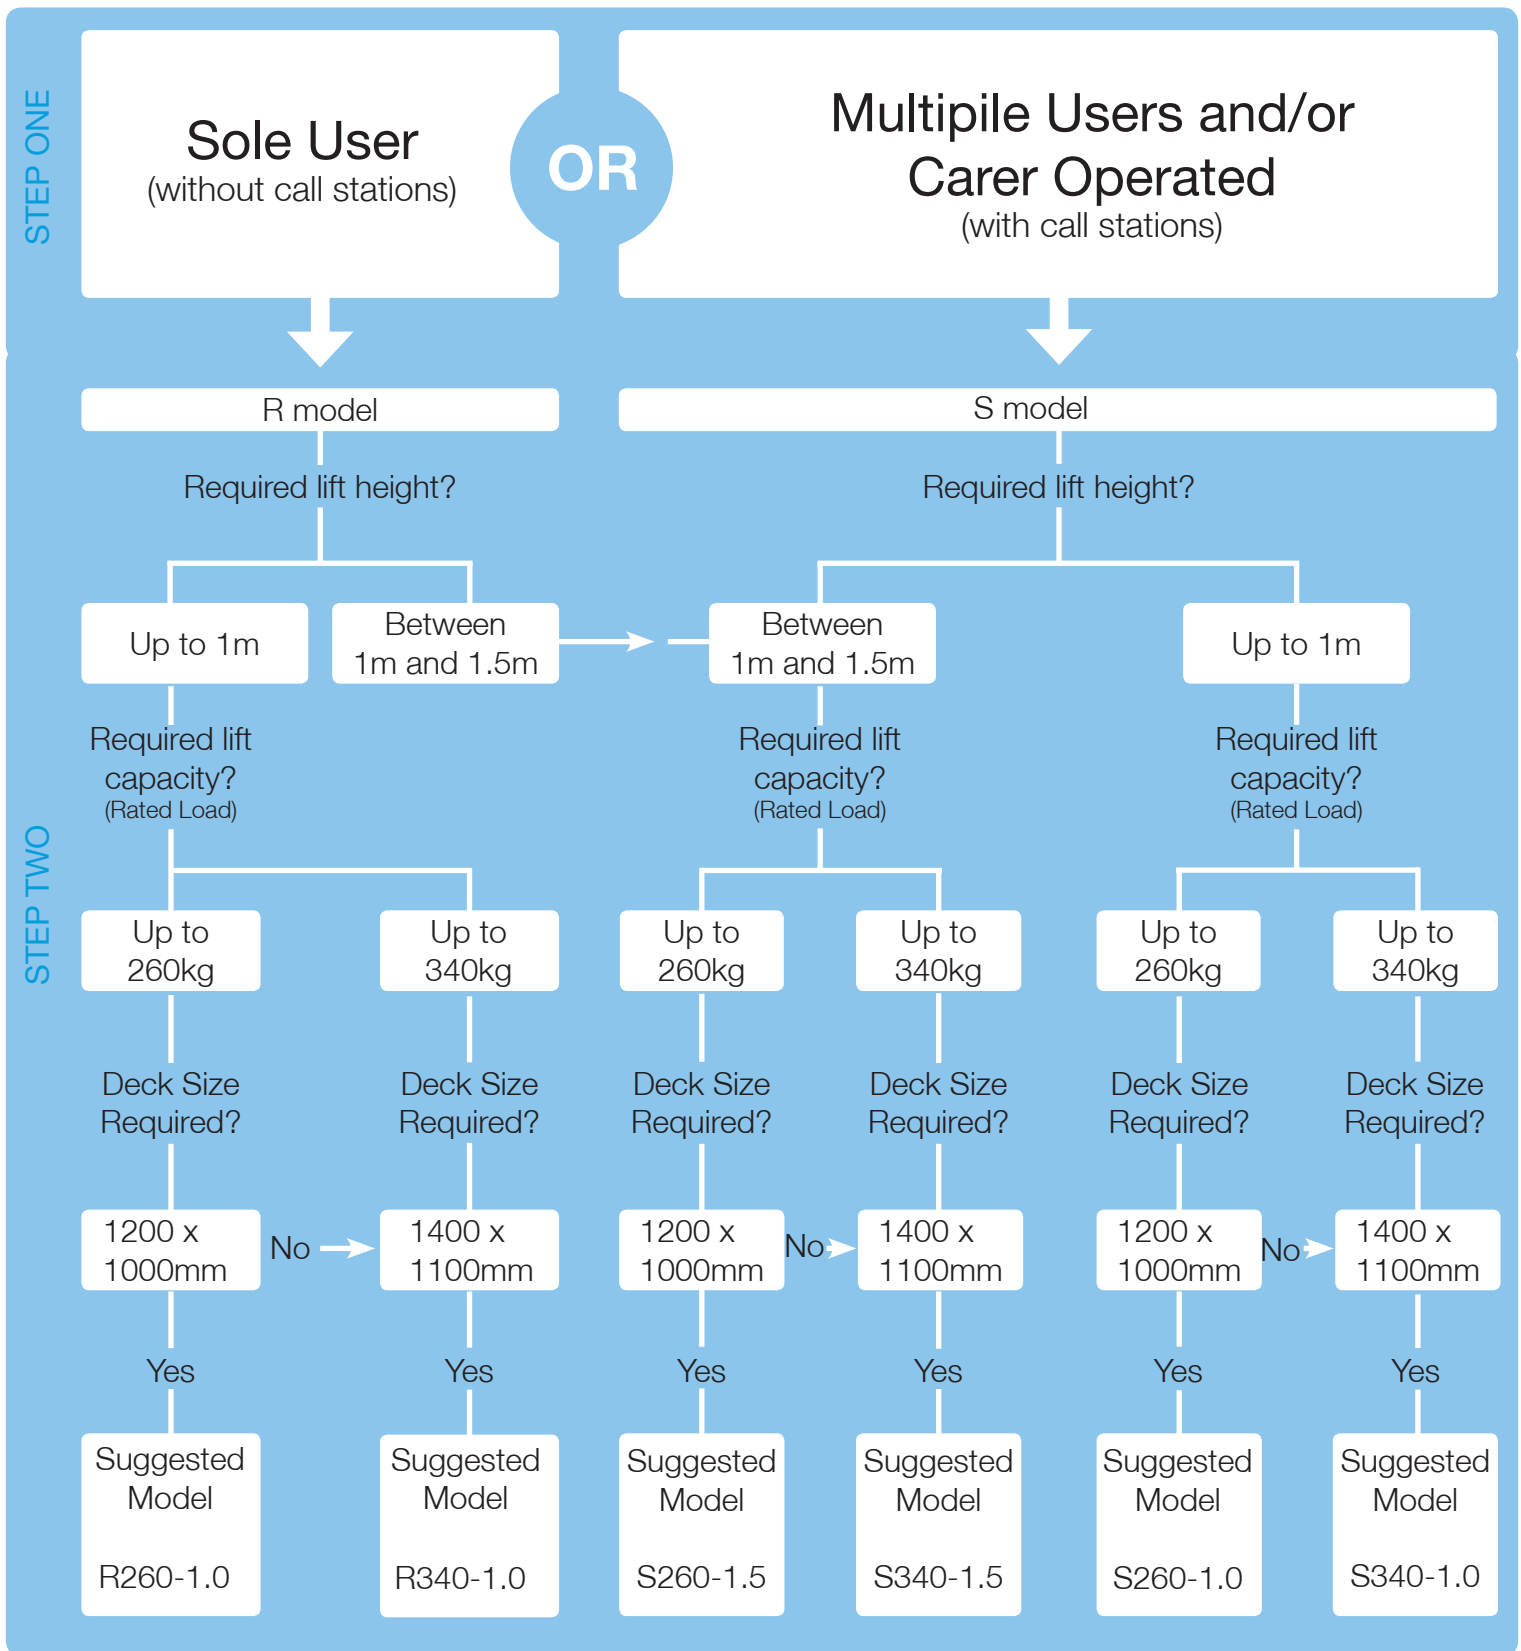 STEP ONE
Sole User
(without call stations)
OR
Multipile Users and/or
Carer Operated
(with call stations)
STEP TWO
R model
S model
Required lift height?
Required lift height?
Up to 1m
Between
1m and 1.5m
Between
1m and 1.5m
Up to 1m
Required lift
capacity?
(Rated Load)
Required lift
capacity?
(Rated Load)
Required lift
capacity?
(Rated Load)
Up to
260kg
Up to
340kg
Up to
260kg
Up to
340kg
Up to
260kg
Up to
340kg
Deck Size
Required?
Deck Size
Required?
Deck Size
Required?
Deck Size
Required?
Deck Size
Required?
Deck Size
Required?
1200 x
1000mm
No
1400 x
1100mm
1200 x
1000mm
No
1400 x
1100mm
1200 x
1000mm
No
1400 x
1100mm
Yes
Yes
Yes
Yes
Yes
Yes
Suggested
Model
R260-1.0
Suggested
Model
R340-1.0
Suggested
Model
S260-1.5
Suggested
Model
S340-1.5
Suggested
Model
S260-1.0
Suggested
Model
S340-1.0